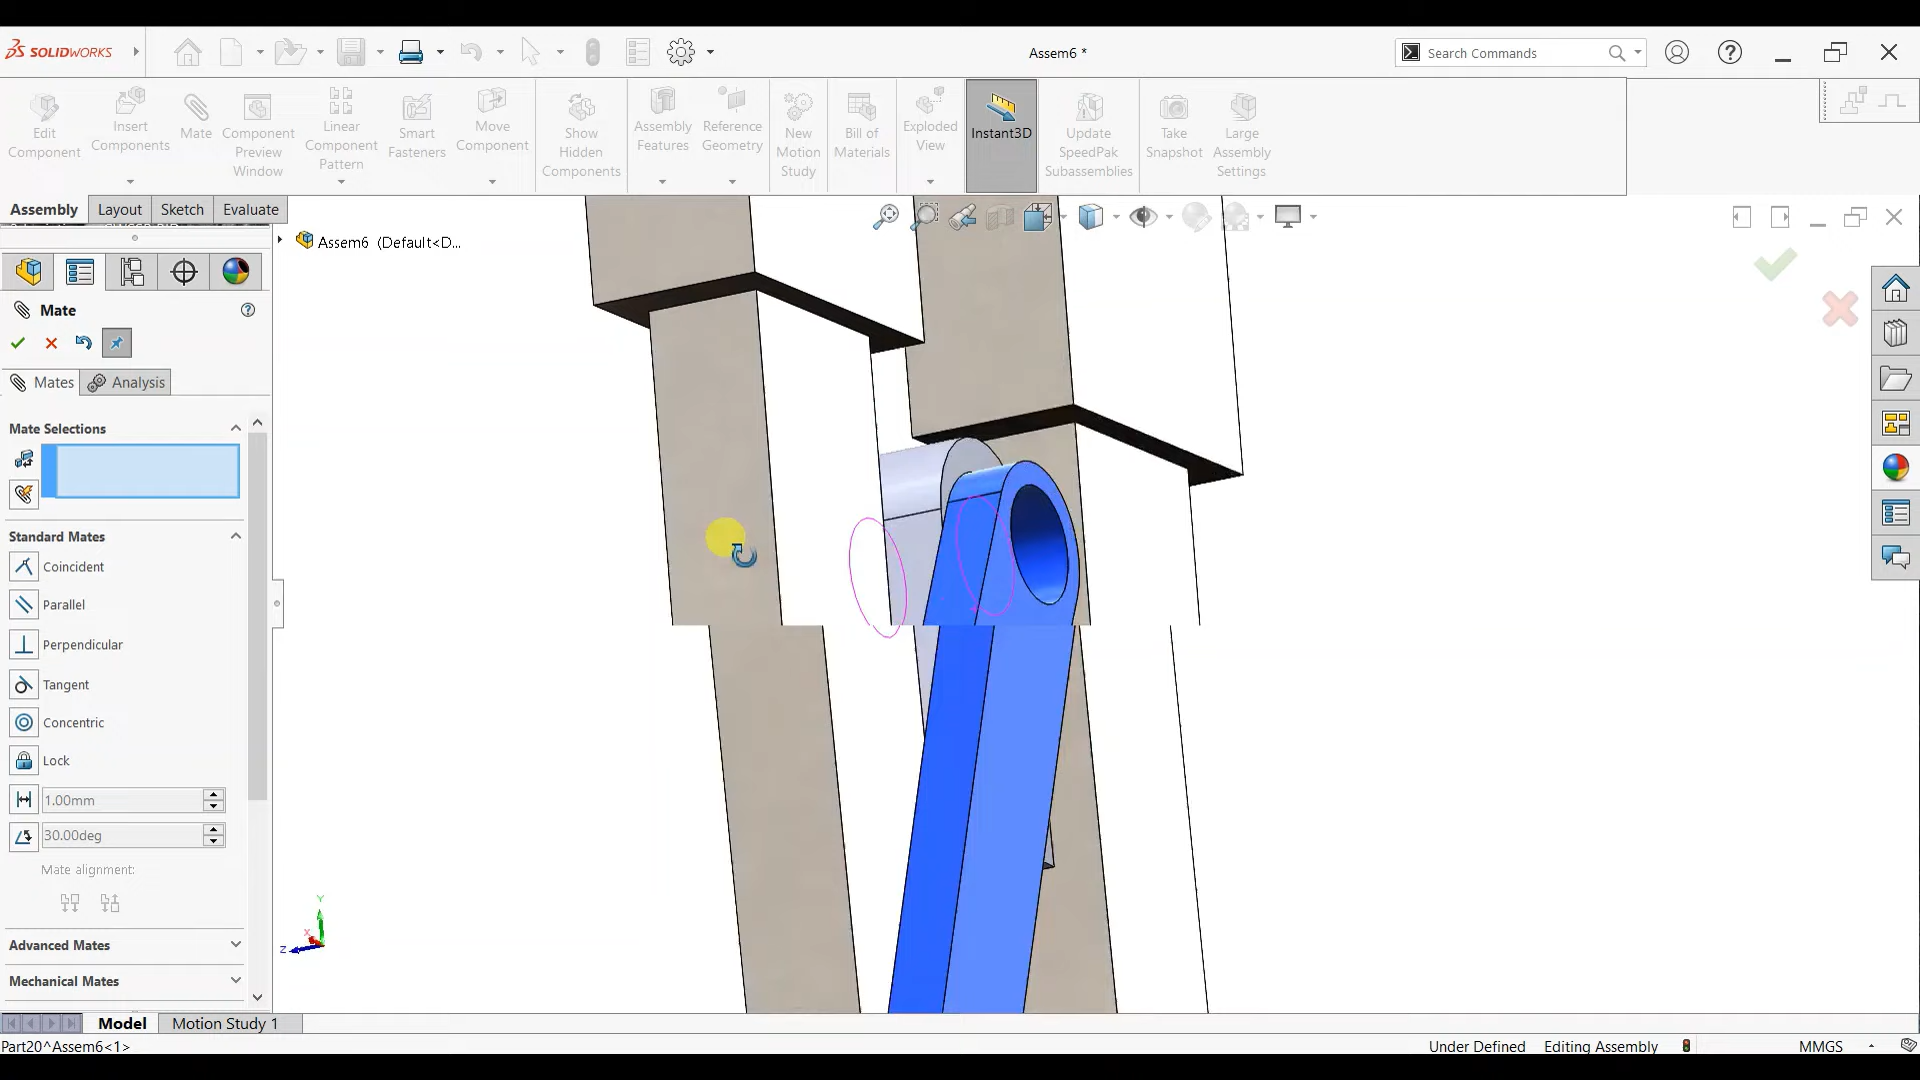 SOLIDWORKS
Assem6 *
Search Commands
Edit Component
Insert Components
Mate
Component Preview Window
Linear Component Pattern
Smart Fasteners
Move Component
Show Hidden Components
Assembly Features
Reference Geometry
New Motion Study
Bill of Materials
Exploded View
Instant3D
Update SpeedPak Subassemblies
Take Snapshot
Large Assembly Settings
Assembly
Layout
Sketch
Evaluate
Assem6 (Default<D...
Mate
Mates
Analysis
Mate Selections
Standard Mates
Coincident
Parallel
Perpendicular
Tangent
Concentric
Lock
1.00mm
30.00deg
Mate alignment:
Advanced Mates
Mechanical Mates
Y
X
Z
Model
Motion Study 1
Part20^Assem6<1>
Under Defined
Editing Assembly
MMGS